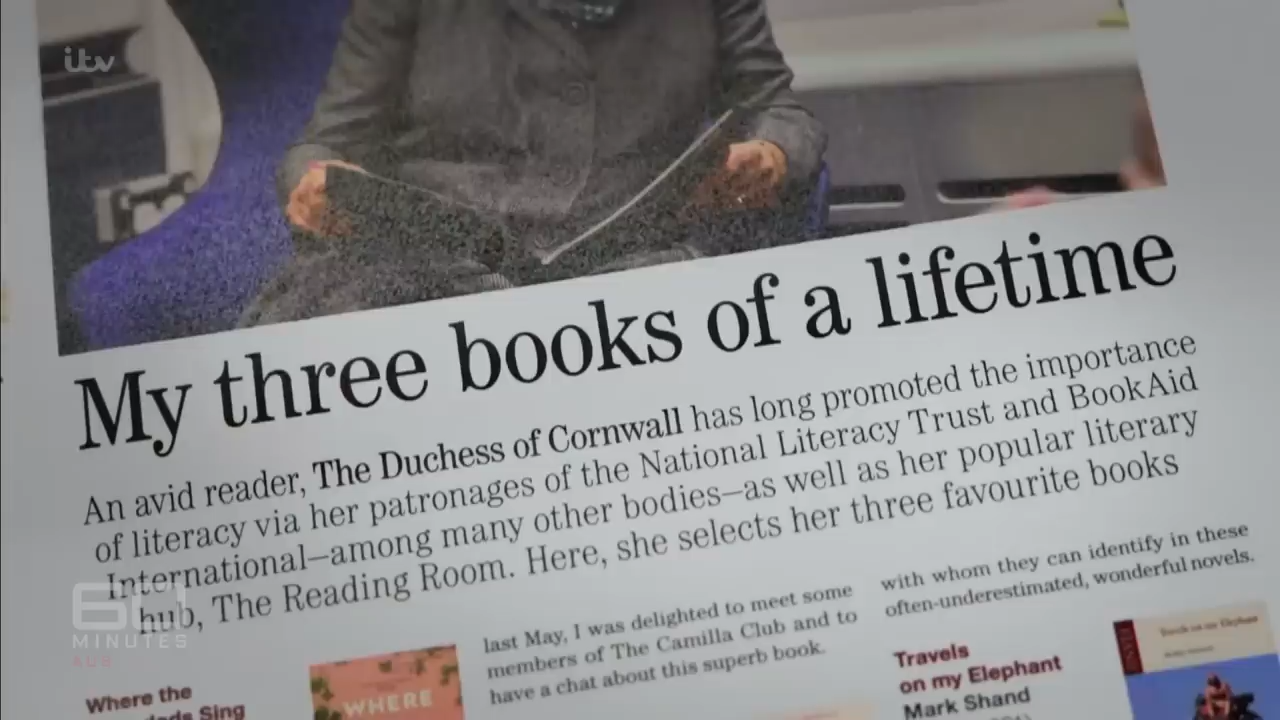 itv
My three books of a lifetime
An avid reader, The Duchess of Cornwall has long promoted the importance
of literacy via her patronages of the National Literacy Trust and BookAid
International—among many other bodies—as well as her popular literary
hub, The Reading Room. Here, she selects her three favourite books
60
MINUTES
AUS
Where the
Sing
WHERE
last May, I was delighted to meet some
members of The Camilla Club and to
have a chat about this superb book.
with whom they can identify in these
often-underestimated, wonderful novels.
Travels
on my Elephant
Mark Shand
Travels on my Elephant